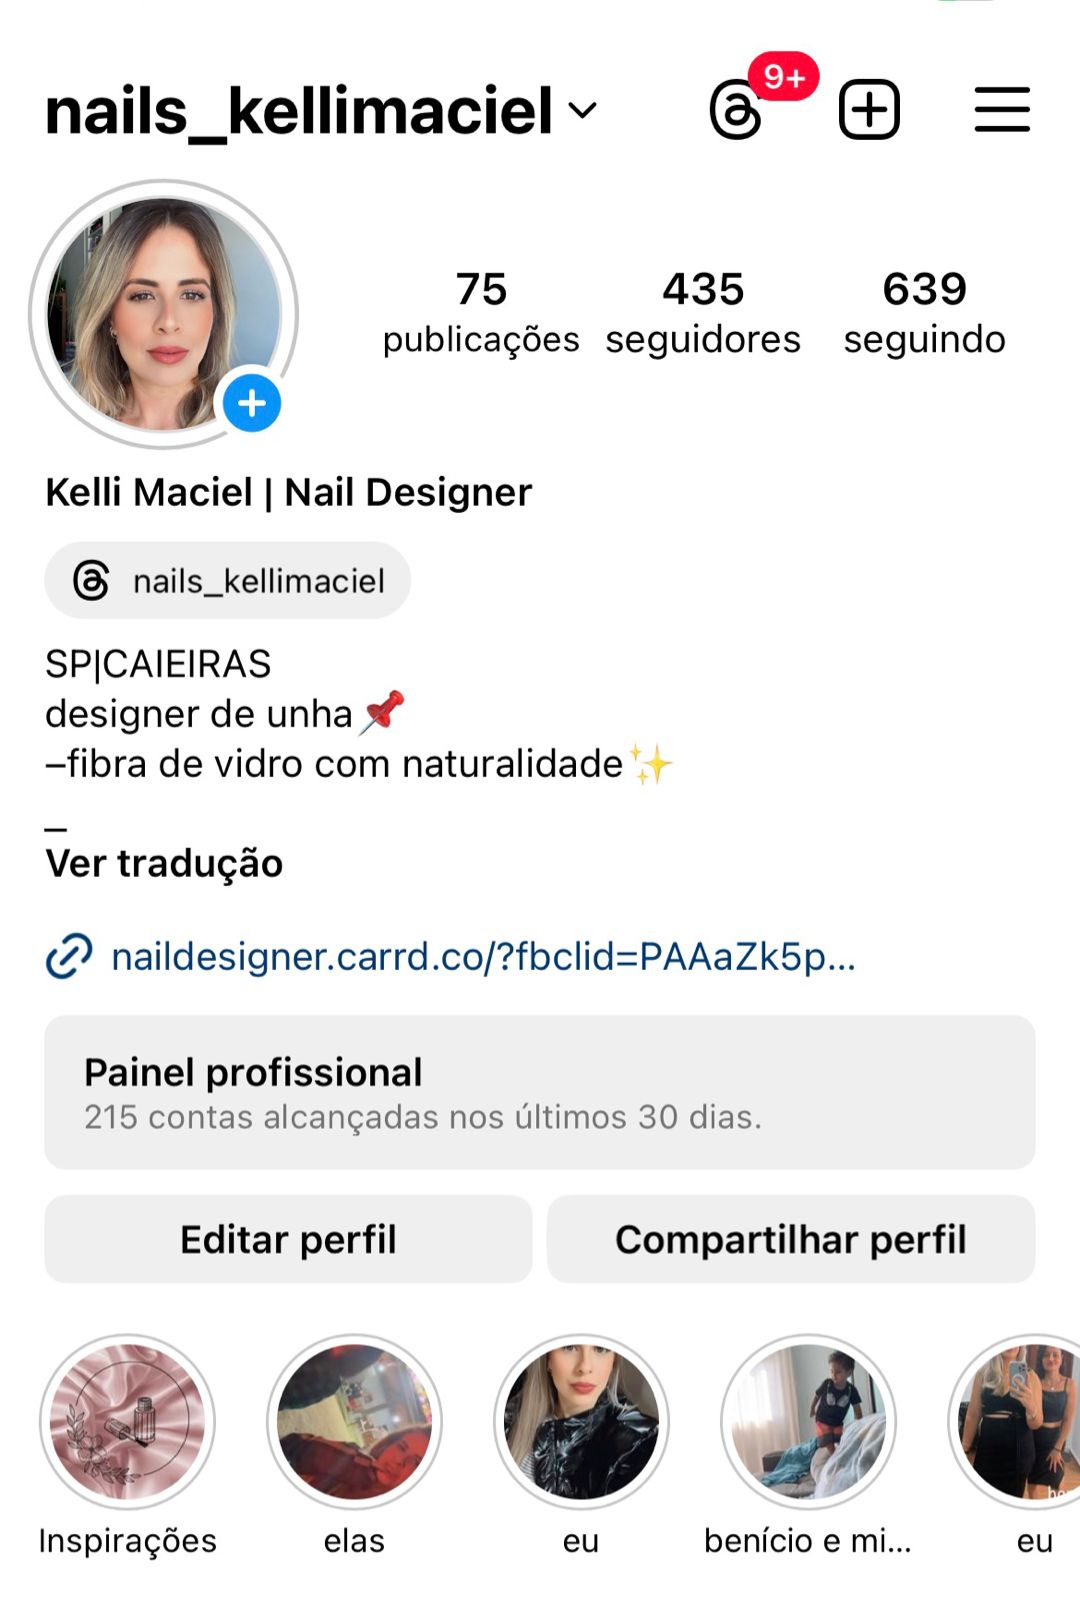 nails_kellimaciel
9+
75
publicações
435
seguidores
639
seguindo
Kelli Maciel | Nail Designer
nails_kellimaciel
SP|CAIEIRAS
designer de unha📌
–fibra de vidro com naturalidade✨
_
Ver tradução
naildesigner.carrd.co/?fbclid=PAAaZk5p...
Painel profissional
215 contas alcançadas nos últimos 30 dias.
Editar perfil
Compartilhar perfil
Inspirações
elas
eu
benício e mi...
eu